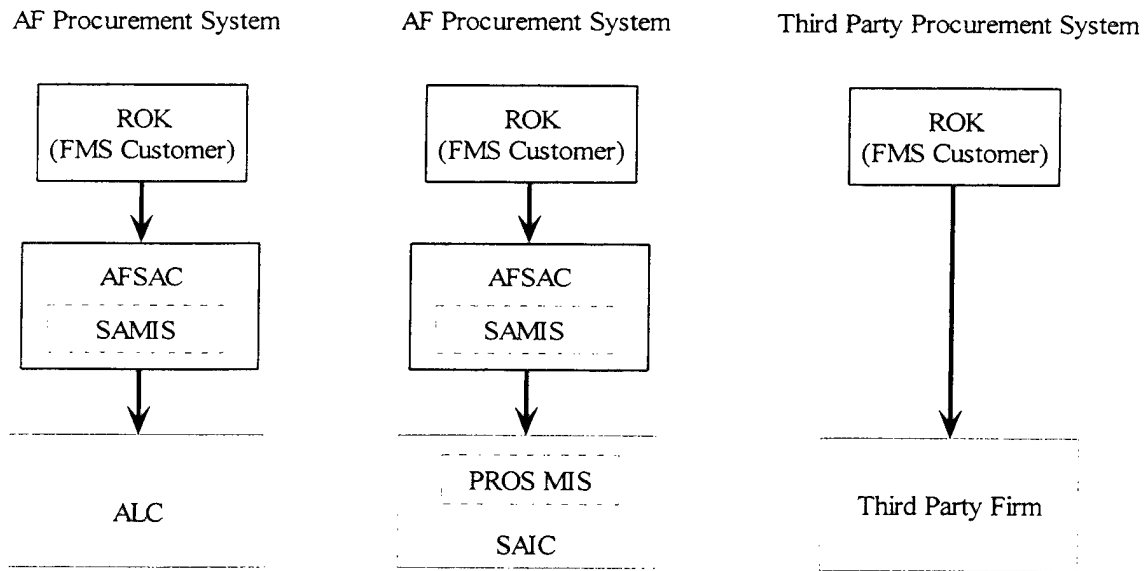 AF Procurement System
AF Procurement System
Third Party Procurement System
ROK
(FMS Customer)
ROK
(FMS Customer)
ROK
(FMS Customer)
AFSAC
SAMIS
AFSAC
SAMIS
ALC
PROS MIS
SAIC
Third Party Firm